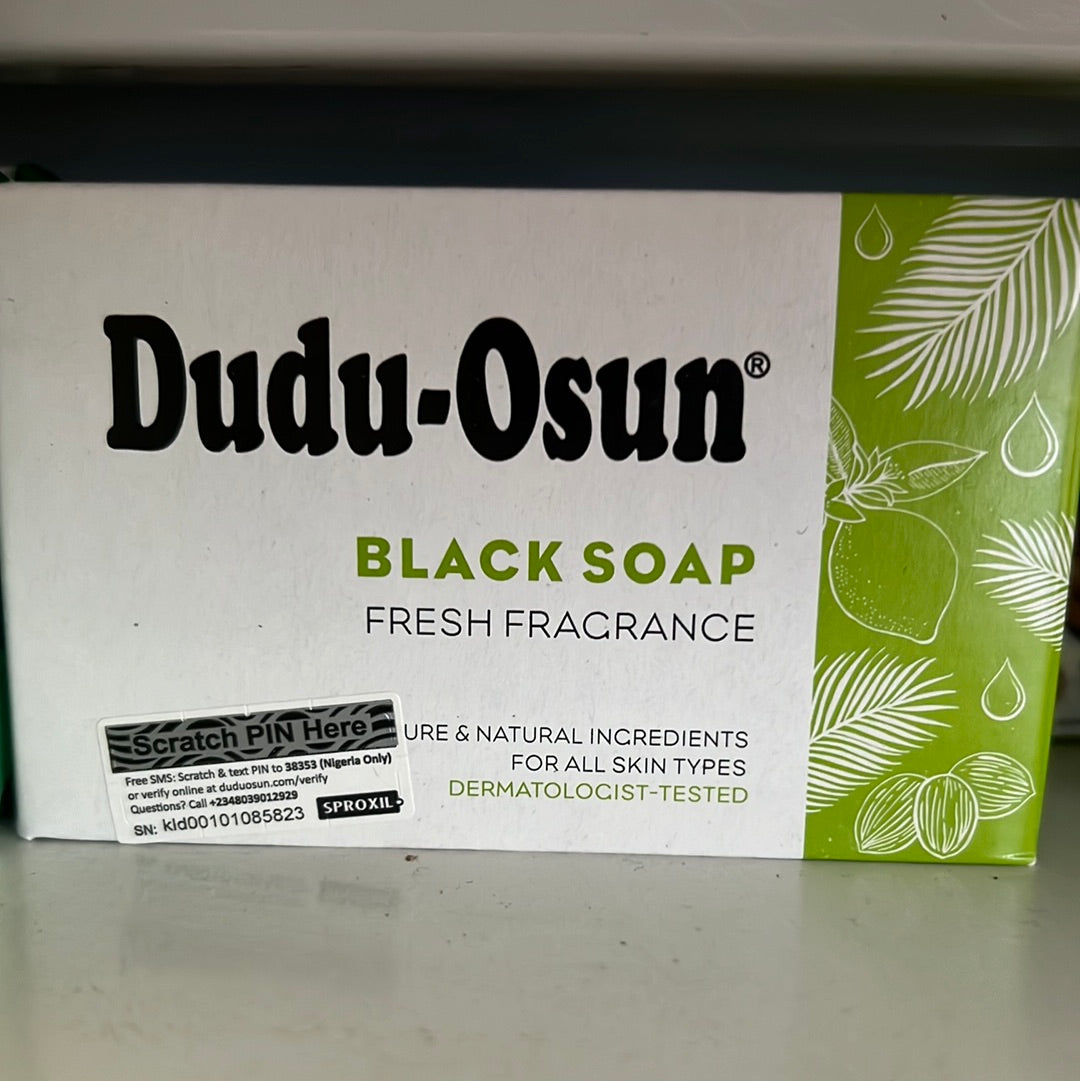 Dudu-Osun®
BLACK SOAP
FRESH FRAGRANCE
URE & NATURAL INGREDIENTS
FOR ALL SKIN TYPES
DERMATOLOGIST-TESTED
Scratch PIN Here
Free SMS: Scratch & text PIN to 38353 (Nigeria Only)
or verify online at duduosun.com/verify
Questions? Call +2348039012929
SPROXIL
SN: kld00101085823